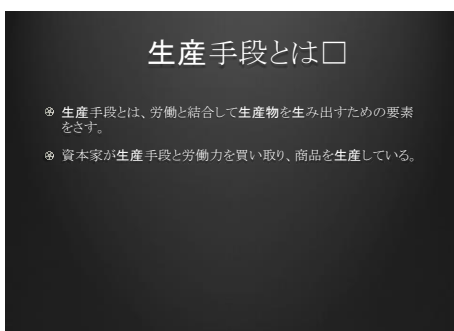 生産手段とは□
生産手段とは、労働と結合して生産物を生み出すための要素
をさす。
資本家が生産手段と労働力を買い取り、商品を生産している。